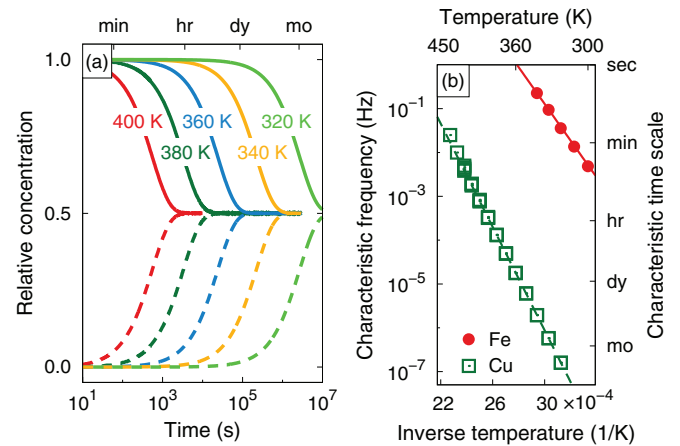 min hr dy mo
(a)
1.0
0.5
0.0
Relative concentration
400 K
380 K
360 K
340 K
320 K
10^1 10^3 10^5 10^7
Time (s)
Temperature (K)
450 360 300
(b)
sec
min
hr
dy
mo
Characteristic time scale
10^-1
10^-3
10^-5
10^-7
Characteristic frequency (Hz)
Fe
Cu
22 26 30 ×10^-4
Inverse temperature (1/K)